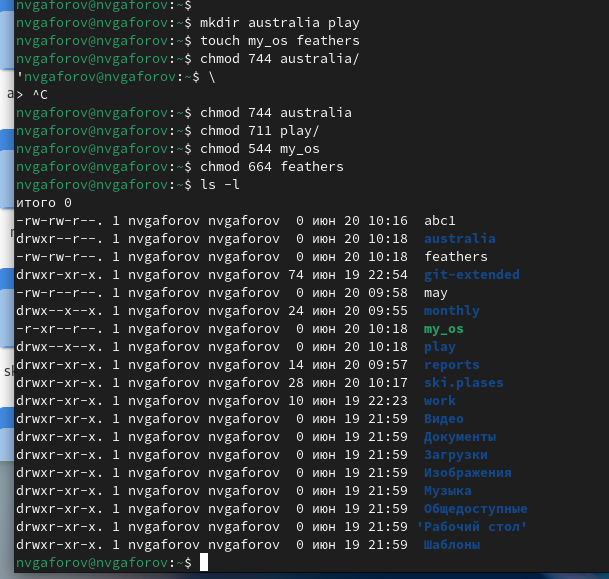 nvgaforov@nvgaforov:~$
nvgaforov@nvgaforov:~$ mkdir australia play
nvgaforov@nvgaforov:~$ touch my_os feathers
nvgaforov@nvgaforov:~$ chmod 744 australia/
'nvgaforov@nvgaforov:~$ \
> ^C
nvgaforov@nvgaforov:~$ chmod 744 australia
nvgaforov@nvgaforov:~$ chmod 711 play/
nvgaforov@nvgaforov:~$ chmod 544 my_os
nvgaforov@nvgaforov:~$ chmod 664 feathers
nvgaforov@nvgaforov:~$ ls -l
итого 0
-rw-rw-r--. 1 nvgaforov nvgaforov  0 июн 20 10:16  abc1
drwxr--r--. 1 nvgaforov nvgaforov  0 июн 20 10:18  australia
-rw-rw-r--. 1 nvgaforov nvgaforov  0 июн 20 10:18  feathers
drwxr-xr-x. 1 nvgaforov nvgaforov 74 июн 19 22:54  git-extended
-rw-r--r--. 1 nvgaforov nvgaforov  0 июн 20 09:58  may
drwx--x--x. 1 nvgaforov nvgaforov 24 июн 20 09:55  monthly
-r-xr--r--. 1 nvgaforov nvgaforov  0 июн 20 10:18  my_os
drwx--x--x. 1 nvgaforov nvgaforov  0 июн 20 10:18  play
drwxr-xr-x. 1 nvgaforov nvgaforov 14 июн 20 09:57  reports
drwxr-xr-x. 1 nvgaforov nvgaforov 28 июн 20 10:17  ski.plases
drwxr-xr-x. 1 nvgaforov nvgaforov 10 июн 19 22:23  work
drwxr-xr-x. 1 nvgaforov nvgaforov  0 июн 19 21:59  Видео
drwxr-xr-x. 1 nvgaforov nvgaforov  0 июн 19 21:59  Документы
drwxr-xr-x. 1 nvgaforov nvgaforov  0 июн 19 21:59  Загрузки
drwxr-xr-x. 1 nvgaforov nvgaforov  0 июн 19 21:59  Изображения
drwxr-xr-x. 1 nvgaforov nvgaforov  0 июн 19 21:59  Музыка
drwxr-xr-x. 1 nvgaforov nvgaforov  0 июн 19 21:59  Общедоступные
drwxr-xr-x. 1 nvgaforov nvgaforov  0 июн 19 21:59 'Рабочий стол'
drwxr-xr-x. 1 nvgaforov nvgaforov  0 июн 19 21:59  Шаблоны
nvgaforov@nvgaforov:~$